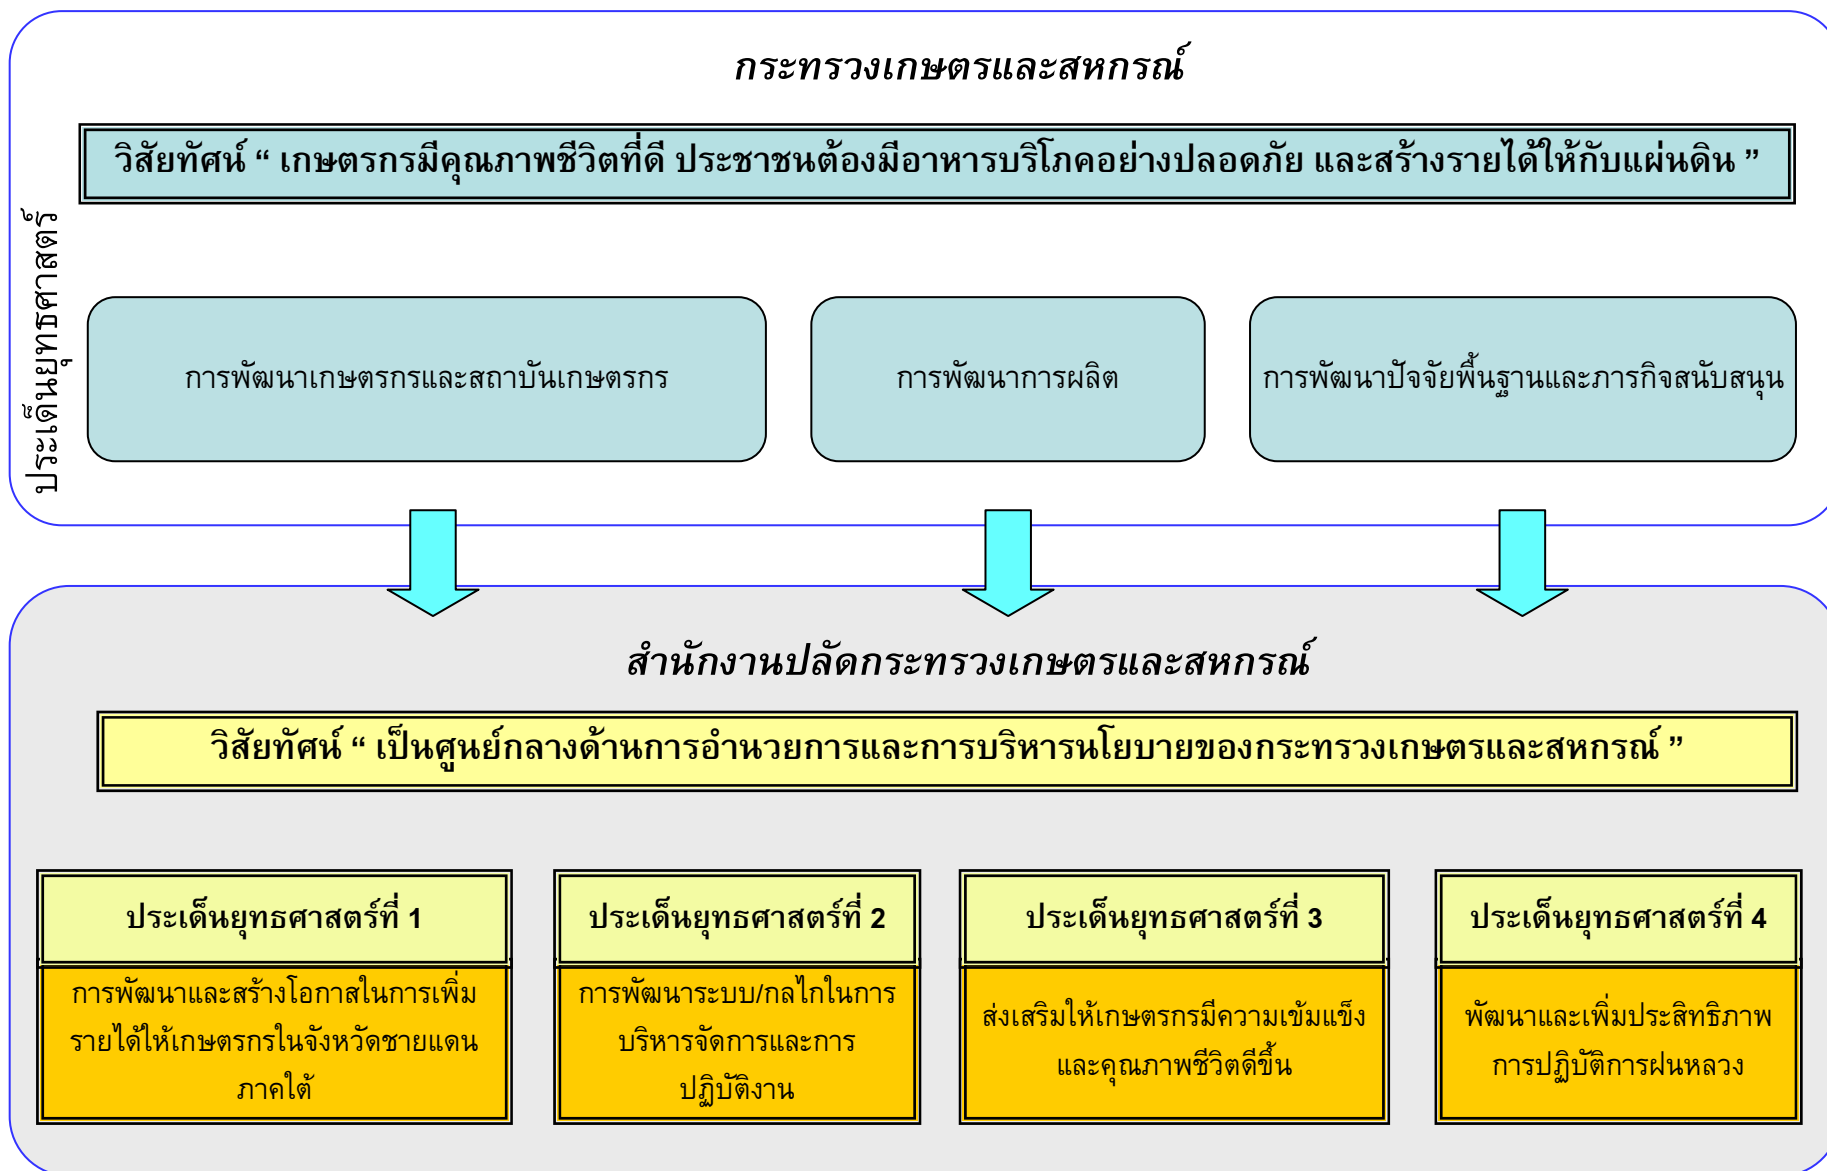 กระทรวงเกษตรและสหกรณ์
วิสัยทัศน์ “ เกษตรกรมีคุณภาพชีวิตที่ดี ประชาชนต้องมีอาหารบริโภคอย่างปลอดภัย และสร้างรายได้ให้กับแผ่นดิน ”
ประเด็นยุทธศาสตร์
การพัฒนาเกษตรกรและสถาบันเกษตรกร
การพัฒนาการผลิต
การพัฒนาปัจจัยพื้นฐานและภารกิจสนับสนุน
สำนักงานปลัดกระทรวงเกษตรและสหกรณ์
วิสัยทัศน์ “ เป็นศูนย์กลางด้านการอำนวยการและการบริหารนโยบายของกระทรวงเกษตรและสหกรณ์ ”
ประเด็นยุทธศาสตร์ที่ 1
การพัฒนาและสร้างโอกาสในการเพิ่ม
รายได้ให้เกษตรกรในจังหวัดชายแดน
ภาคใต้
ประเด็นยุทธศาสตร์ที่ 2
การพัฒนาระบบ/กลไกในการ
บริหารจัดการและการ
ปฏิบัติงาน
ประเด็นยุทธศาสตร์ที่ 3
ส่งเสริมให้เกษตรกรมีความเข้มแข็ง
และคุณภาพชีวิตดีขึ้น
ประเด็นยุทธศาสตร์ที่ 4
พัฒนาและเพิ่มประสิทธิภาพ
การปฏิบัติการฝนหลวง